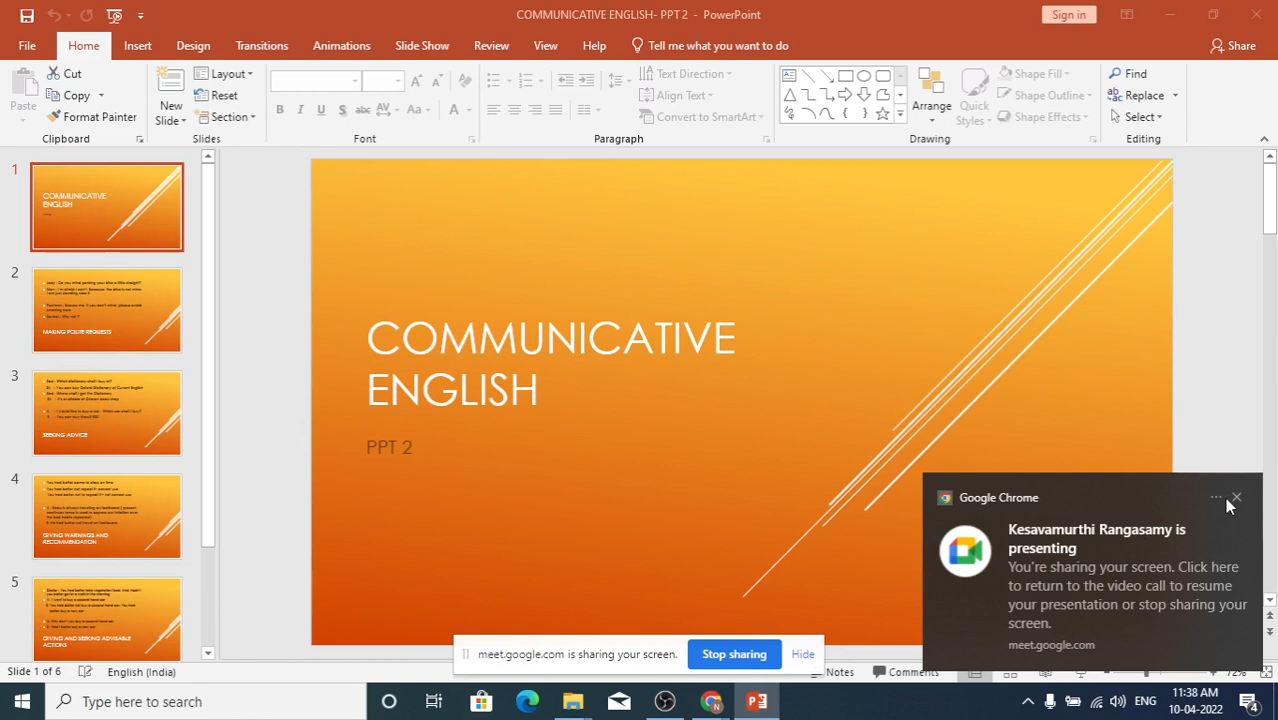 COMMUNICATIVE ENGLISH- PPT 2 - PowerPoint
Sign in
File Home Insert Design Transitions Animations Slide Show Review View Help Tell me what you want to do Share
Paste
Cut
Copy
Format Painter
Clipboard
New Slide
Layout
Reset
Section
Slides
Font
Text Direction
Align Text
Convert to SmartArt
Paragraph
Arrange
Quick Styles
Shape Fill
Shape Outline
Shape Effects
Drawing
Find
Replace
Select
Editing
1
COMMUNICATIVE
ENGLISH
2
MAKING POLITE REQUESTS
3
SEEKING ADVICE
4
GIVING WARNINGS AND
RECOMMENDATION
5
GIVING AND SEEKING ADVISABLE
ACTIONS
COMMUNICATIVE
ENGLISH
PPT 2
Google Chrome
Kesavamurthi Rangasamy is
presenting
You're sharing your screen. Click here
to return to the video call to resume
your presentation or stop sharing your
screen.
meet.google.com
meet.google.com is sharing your screen. Stop sharing Hide
Slide 1 of 6 English (India) Notes Comments 72%
Type here to search
ENG
11:38 AM
10-04-2022
4